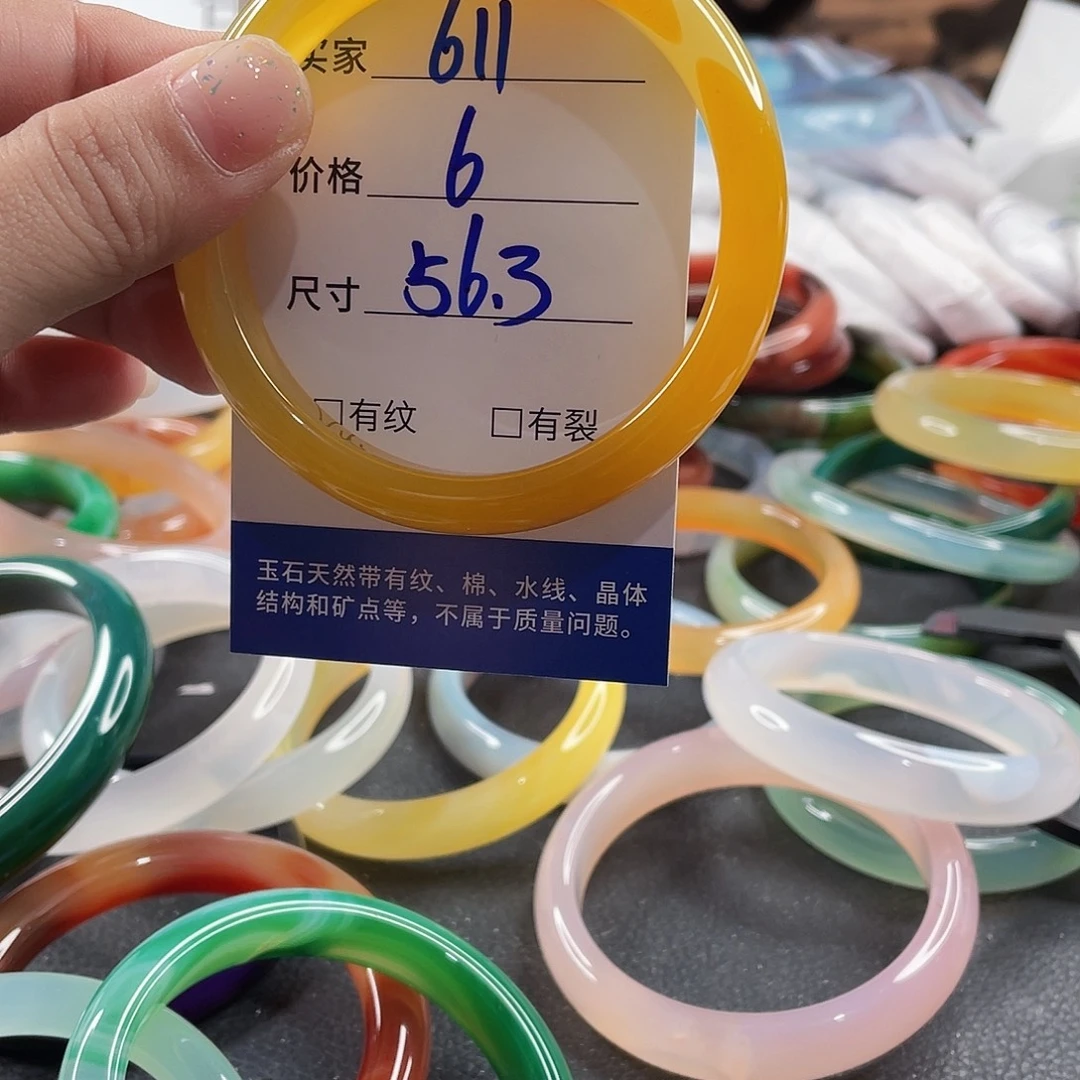 买家 611
价格 6
尺寸 56.3
□有纹 □有裂
玉石天然带有纹、棉、水线、晶体
结构和矿点等，不属于质量问题。